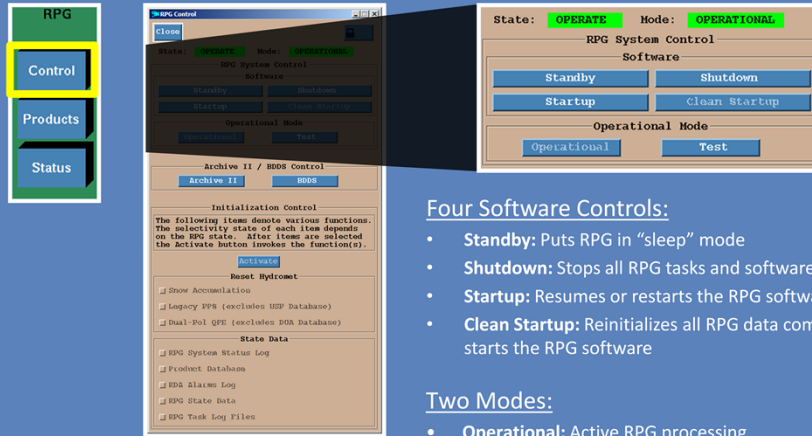 RPG
Control
Products
Status
RPG Control
Close
State: OPERATE Mode: OPERATIONAL
RPG System Control
Software
Standby Shutdown
Startup Clean Startup
Operational Mode
Operational Test
Archive II / BDDS Control
Archive II BDDS
Initialization Control
The following items denote various functions.
The selectivity state of each item depends
on the RPG state. After items are selected
the Activate button invokes the function(s).
Activate
Reset Hydromet
Snow Accumulation
Legacy PPS (excludes USP Database)
Dual-Pol QPE (excludes DUA Database)
State Data
RPG System Status Log
Product Database
RDA Alarms Log
RPG State Data
RPG Task Log Files
State: OPERATE Mode: OPERATIONAL
RPG System Control
Software
Standby Shutdown
Startup Clean Startup
Operational Mode
Operational Test
Four Software Controls:
• Standby: Puts RPG in “sleep” mode
• Shutdown: Stops all RPG tasks and software
• Startup: Resumes or restarts the RPG softwa
• Clean Startup: Reinitializes all RPG data com
starts the RPG software
Two Modes:
• Operational: Active RPG processing